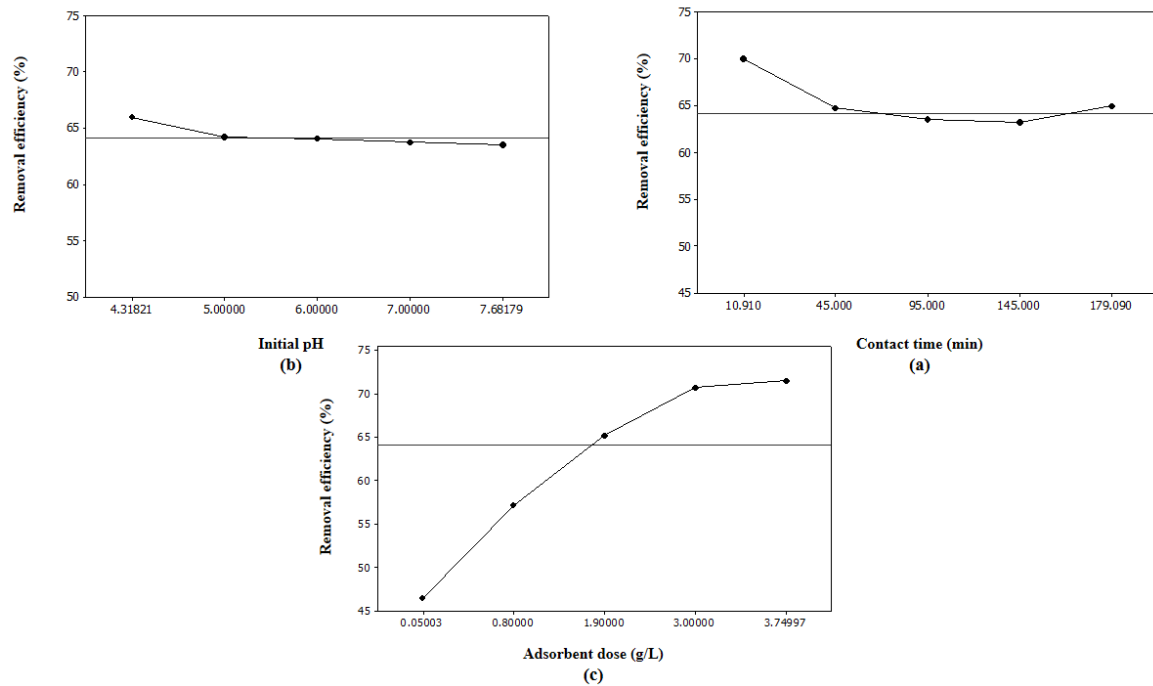 75
70
65
60
55
50
Removal efficiency (%)
4.31821 5.00000 6.00000 7.00000 7.68179
Initial pH
(b)
75
70
65
60
55
50
45
Removal efficiency (%)
10.910 45.000 95.000 145.000 179.090
Contact time (min)
(a)
75
70
65
60
55
50
45
Removal efficiency (%)
0.05003 0.80000 1.90000 3.00000 3.74997
Adsorbent dose (g/L)
(c)